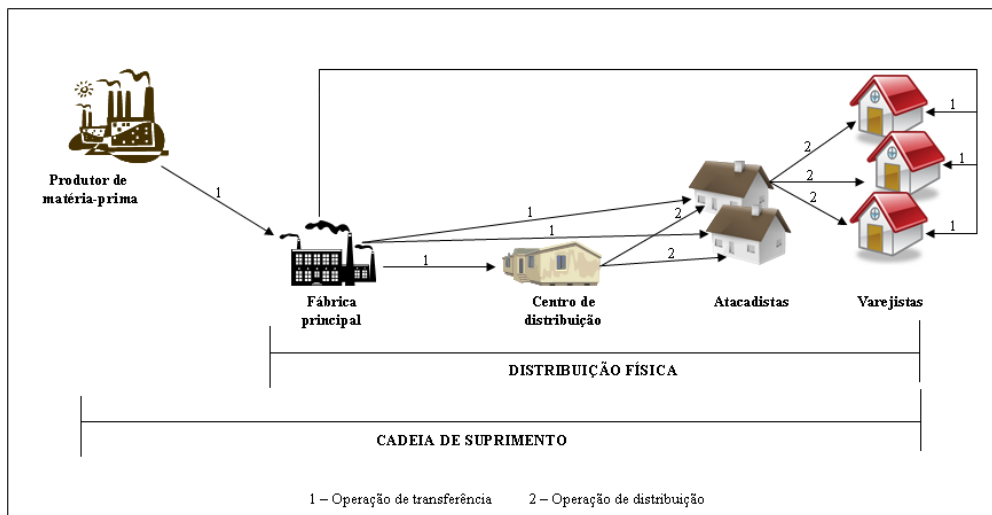 Produtor de
matéria-prima
1
1
1
1
2
2
2
2
2
1
1
1
Fábrica
principal
Centro de
distribuição
Atacadistas
Varejistas
DISTRIBUIÇÃO FÍSICA
CADEIA DE SUPRIMENTO
1 – Operação de transferência
2 – Operação de distribuição